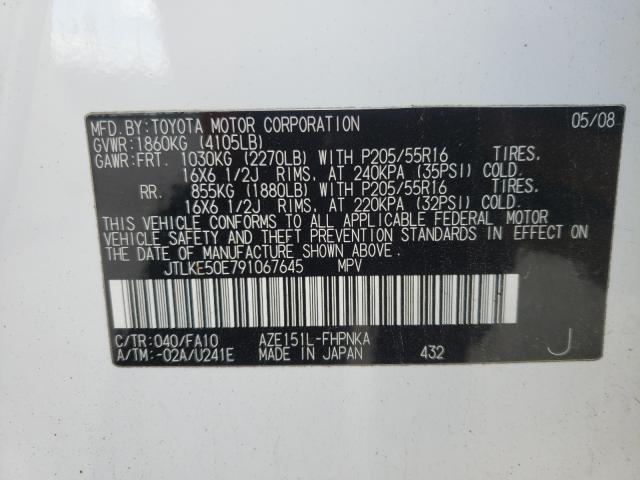 MFD. BY: TOYOTA MOTOR CORPORATION 05/08
GVWR: 1860KG (4105LB)
GAWR: FRT. 1030KG (2270LB) WITH P205/55R16 TIRES.
16X6 1/2J RIMS. AT 240KPA (35PSI) COLD.
RR. 855KG (1880LB) WITH P205/55R16 TIRES.
16X6 1/2J RIMS. AT 220KPA (32PSI) COLD.
THIS VEHICLE CONFORMS TO ALL APPLICABLE FEDERAL MOTOR
VEHICLE SAFETY AND THEFT PREVENTION STANDARDS IN EFFECT
ON THE DATE OF MANUFACTURE SHOWN ABOVE.
JTLKE50E791067645 MPV
C/TR: 040/FA10 AZE151L-FHPNKA
A/TM: -02A/U241E MADE IN JAPAN 432 J